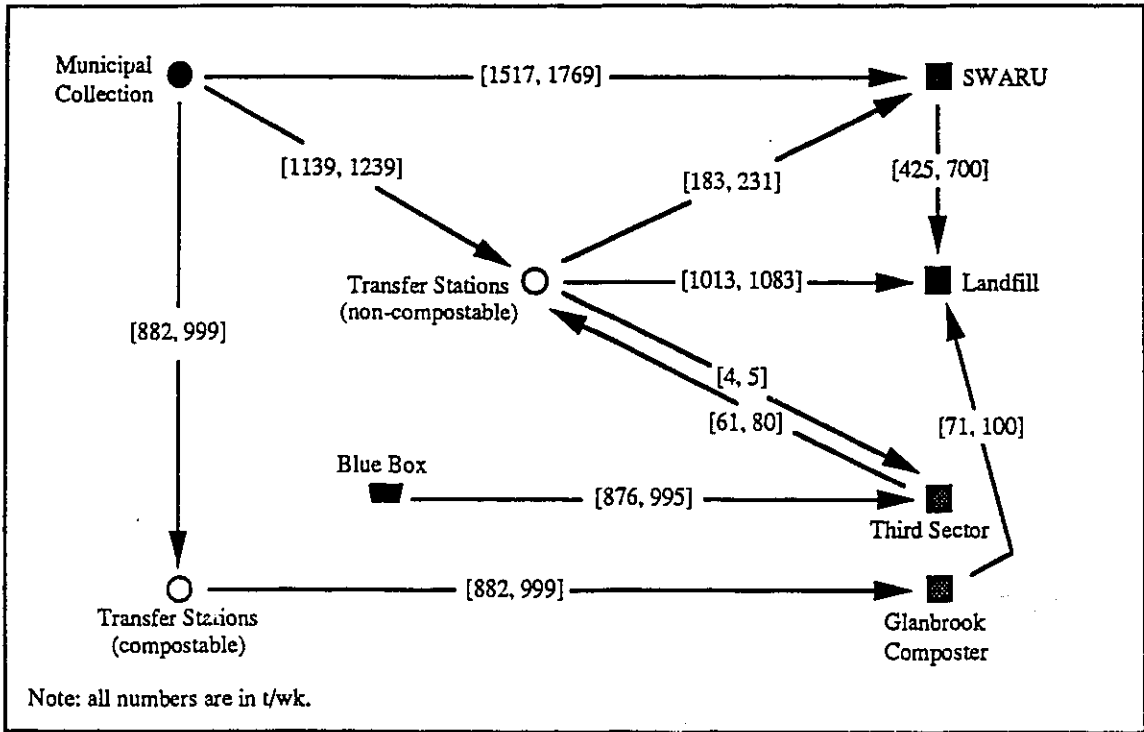 Municipal
Collection
[1517, 1769]
SWARU
[1139, 1239]
[183, 231]
[425, 700]
Transfer Stations
(non-compostable)
[1013, 1083]
Landfill
[882, 999]
[4, 5]
[61, 80]
[71, 100]
Blue Box
[876, 995]
Third Sector
[882, 999]
Transfer Stations
(compostable)
Glanbrook
Composter
Note: all numbers are in t/wk.